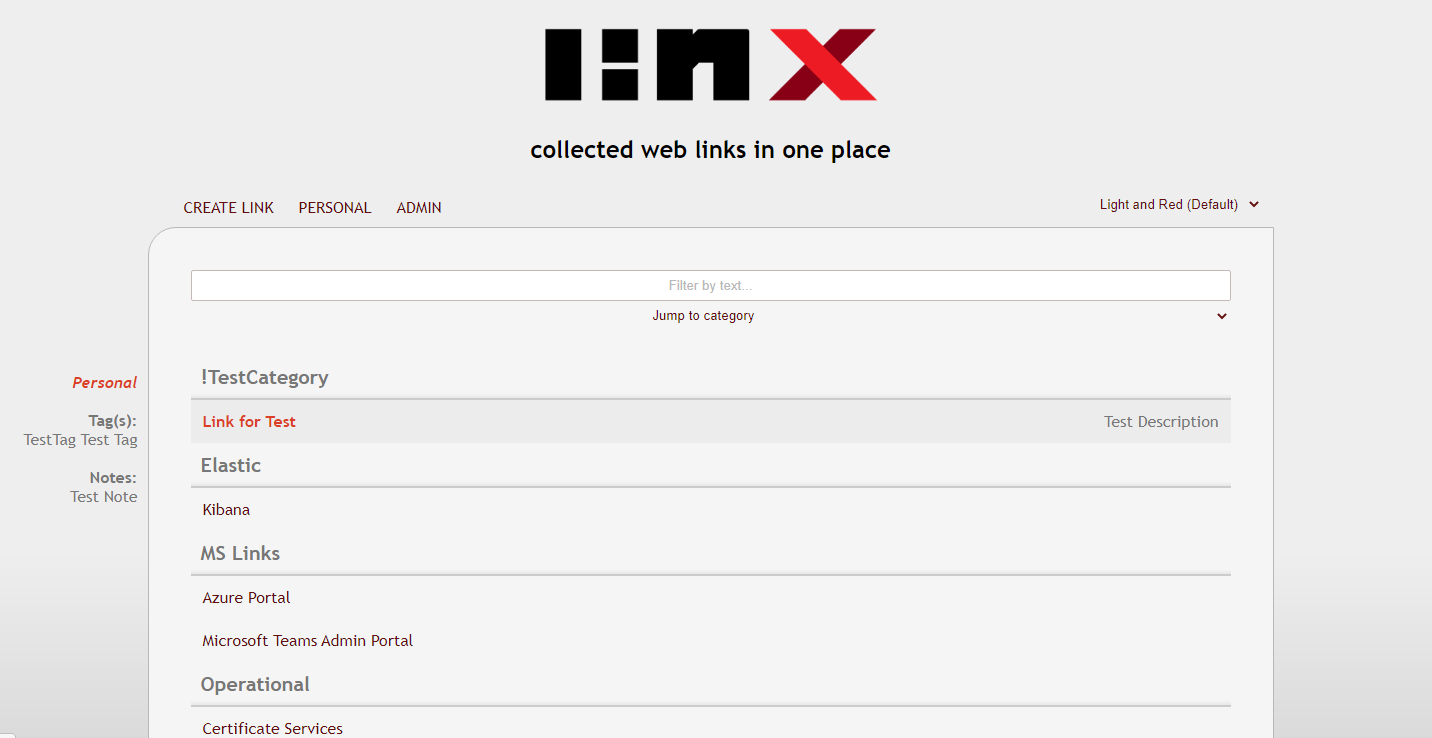 linx
collected web links in one place
CREATE LINK PERSONAL ADMIN
Light and Red (Default)
Filter by text...
Jump to category
!TestCategory
Personal
Link for Test Test Description
Tag(s):
TestTag Test Tag
Elastic
Notes:
Test Note
Kibana
MS Links
Azure Portal
Microsoft Teams Admin Portal
Operational
Certificate Services